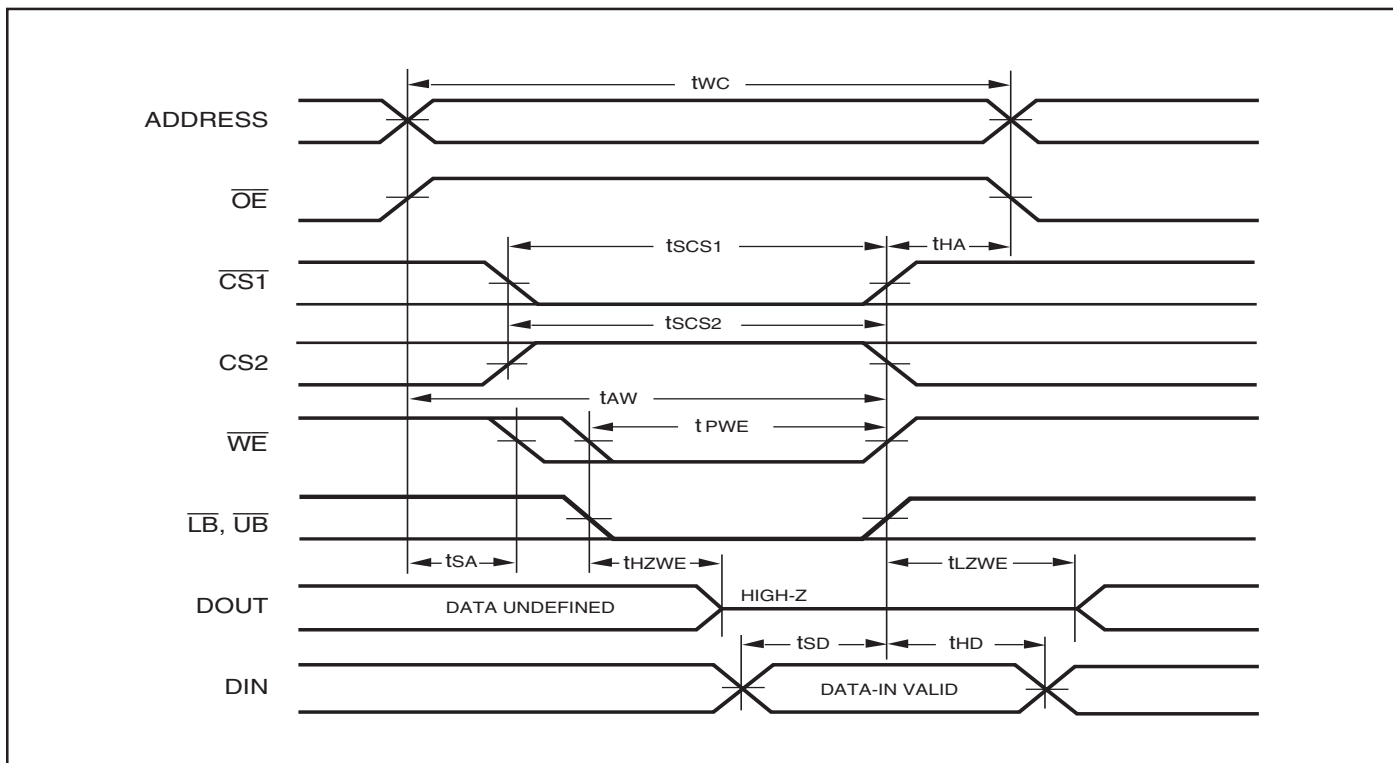 tWC
ADDRESS
OE
tSCS1
tHA
CS1
tSCS2
CS2
tAW
tPWE
WE
LB, UB
tSA
tHZWE
tLZWE
DOUT
DATA UNDEFINED
HIGH-Z
tSD
tHD
DIN
DATA-IN VALID